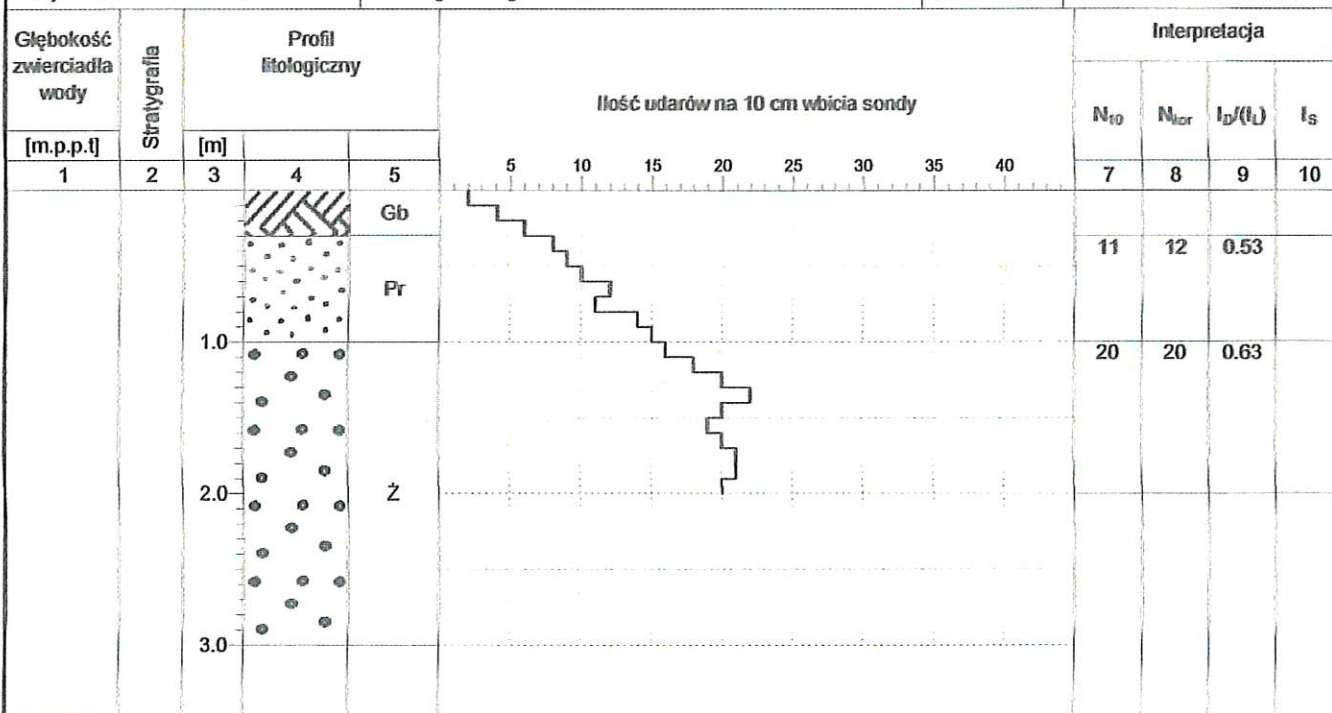 Głębokość zwierciadła wody
Stratygrafia
Profil litologiczny
Ilość udarów na 10 cm wbicia sondy
Interpretacja
N10 Nkor ID/(IL) IS
[m.p.p.t] [m]
1 2 3 4 5 7 8 9 10
5 10 15 20 25 30 35 40
Gb
11 12 0.53
Pr
1.0
20 20 0.63
2.0
Ż
3.0